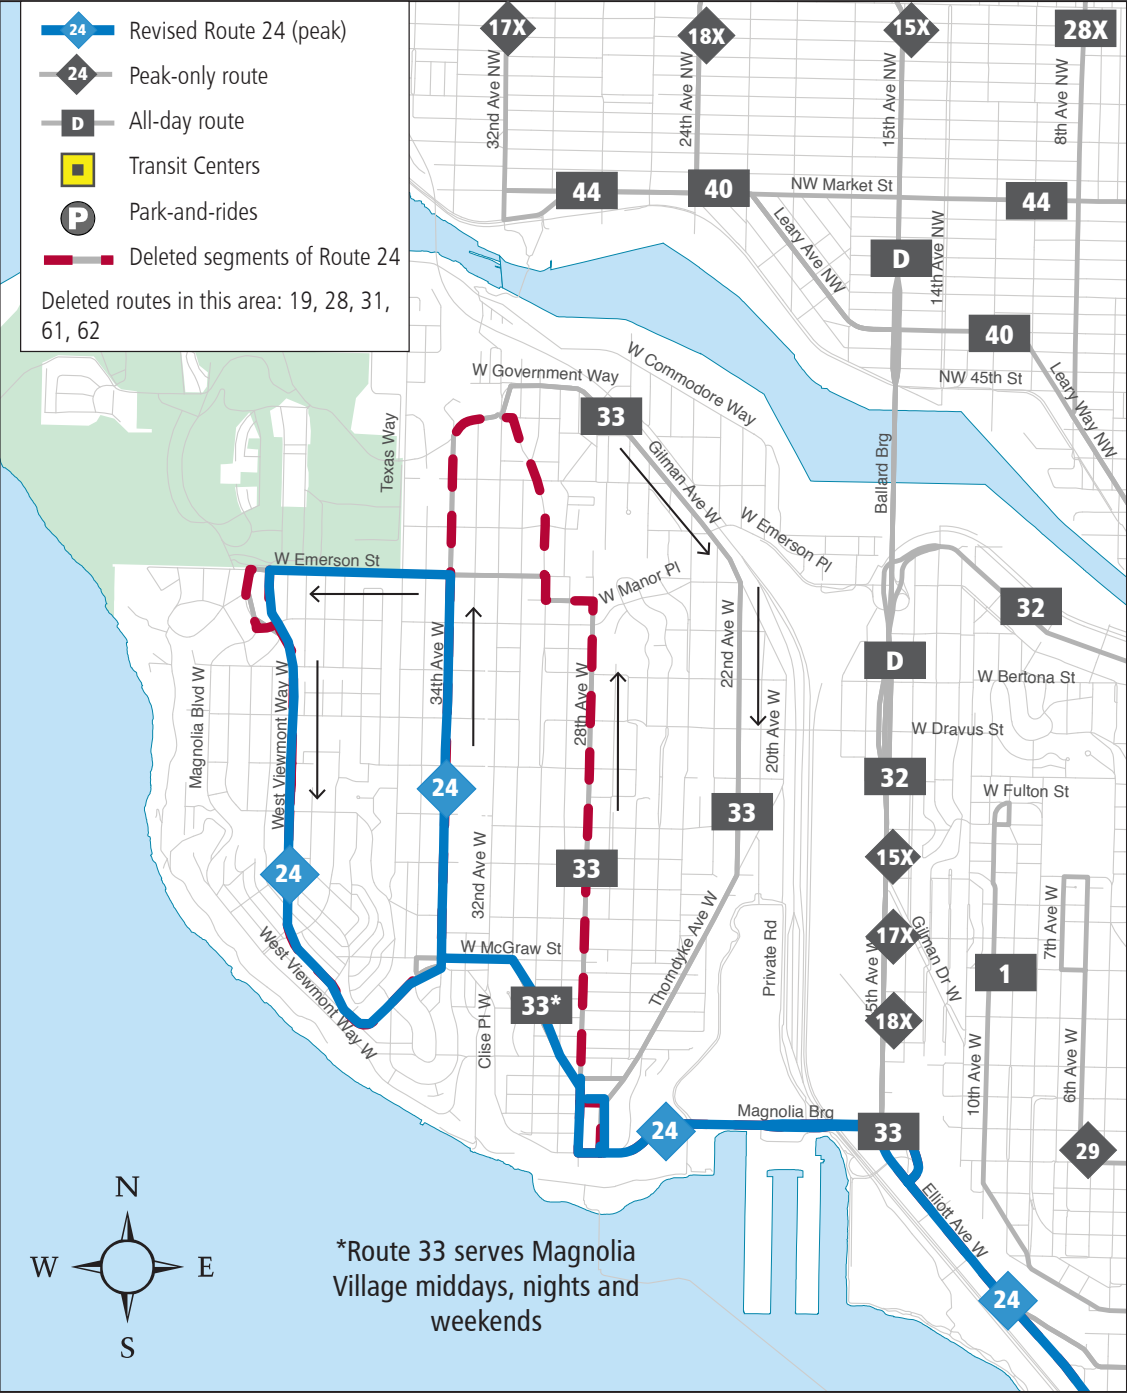 24 Revised Route 24 (peak)
24 Peak-only route
D All-day route
Transit Centers
P Park-and-rides
Deleted segments of Route 24
Deleted routes in this area: 19, 28, 31,
61, 62
17X
18X
15X
28X
32nd Ave NW
24th Ave NW
15th Ave NW
8th Ave NW
44
40
NW Market St
44
Leary Ave NW
14th Ave NW
D
40
NW 45th St
Leary Way NW
W Government Way
W Commodore Way
33
Texas Way
Gilman Ave W
Ballard Brg
W Emerson Pl
W Emerson St
W Manor Pl
32
34th Ave W
22nd Ave W
D
W Bertona St
Magnolia Blvd W
West Viewmont Way W
28th Ave W
20th Ave W
W Dravus St
24
32
W Fulton St
33
15X
24
33
32nd Ave W
Thorndyke Ave W
Private Rd
17X
Gilman Dr W
7th Ave W
W McGraw St
West Viewmont Way W
15th Ave W
1
33*
18X
Clise Pl W
10th Ave W
6th Ave W
Magnolia Brg
24
33
29
Elliott Ave W
N
W
E
S
*Route 33 serves Magnolia
Village middays, nights and
weekends
24